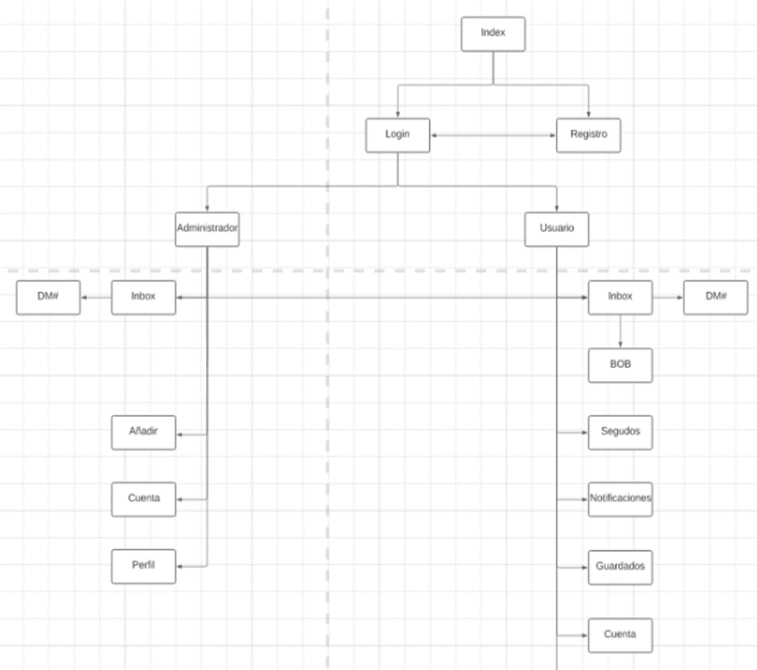 Index
Login
Registro
Administrador
Usuario
DM#
Inbox
Inbox
DM#
BOB
Añadir
Segudos
Cuenta
Notificaciones
Perfil
Guardados
Cuenta